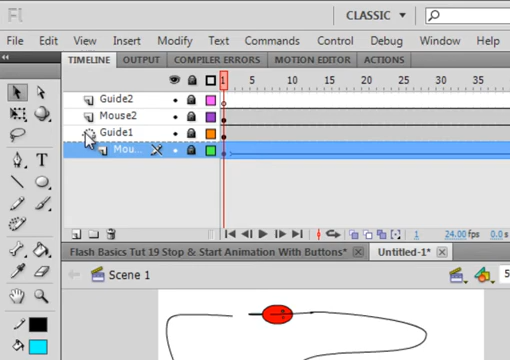 Fl
CLASSIC
File Edit View Insert Modify Text Commands Control Debug Window Help
TIMELINE OUTPUT COMPILER ERRORS MOTION EDITOR ACTIONS
1 5 10 15 20 25 30 35
Guide2
Mouse2
Guide1
Mou...
1 24.00 fps 0.0 s
Flash Basics Tut 19 Stop & Start Animation With Buttons* Untitled-1*
Scene 1
T